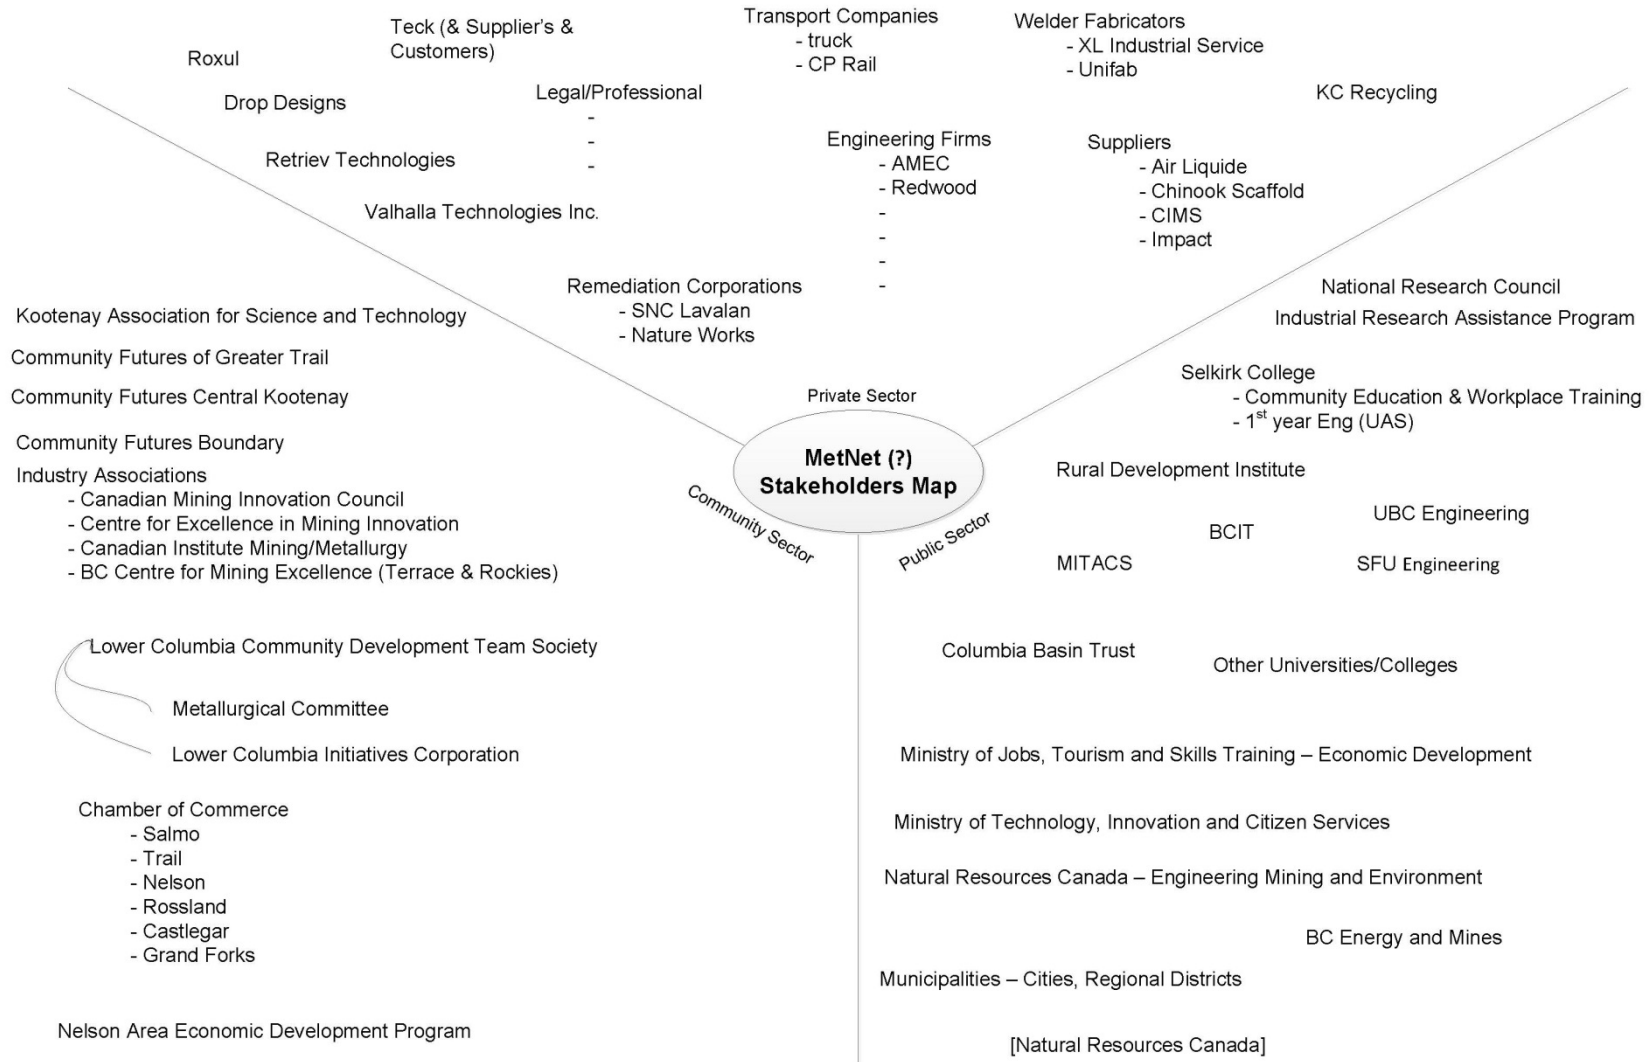 Teck (& Supplier's &
Customers)
Transport Companies
- truck
- CP Rail
Welder Fabricators
- XL Industrial Service
- Unifab
Roxul
Drop Designs
Legal/Professional
-
-
-
KC Recycling
Retriev Technologies
Engineering Firms
- AMEC
- Redwood
-
-
-
-
Suppliers
- Air Liquide
- Chinook Scaffold
- CIMS
- Impact
Valhalla Technologies Inc.
Remediation Corporations
- SNC Lavalan
- Nature Works
Private Sector
MetNet (?)
Stakeholders Map
Community Sector
Public Sector
Kootenay Association for Science and Technology
Community Futures of Greater Trail
Community Futures Central Kootenay
Community Futures Boundary
Industry Associations
- Canadian Mining Innovation Council
- Centre for Excellence in Mining Innovation
- Canadian Institute Mining/Metallurgy
- BC Centre for Mining Excellence (Terrace & Rockies)
Lower Columbia Community Development Team Society
Metallurgical Committee
Lower Columbia Initiatives Corporation
Chamber of Commerce
- Salmo
- Trail
- Nelson
- Rossland
- Castlegar
- Grand Forks
Nelson Area Economic Development Program
National Research Council
Industrial Research Assistance Program
Selkirk College
- Community Education & Workplace Training
- 1st year Eng (UAS)
Rural Development Institute
UBC Engineering
BCIT
MITACS
SFU Engineering
Columbia Basin Trust
Other Universities/Colleges
Ministry of Jobs, Tourism and Skills Training – Economic Development
Ministry of Technology, Innovation and Citizen Services
Natural Resources Canada – Engineering Mining and Environment
BC Energy and Mines
Municipalities – Cities, Regional Districts
[Natural Resources Canada]